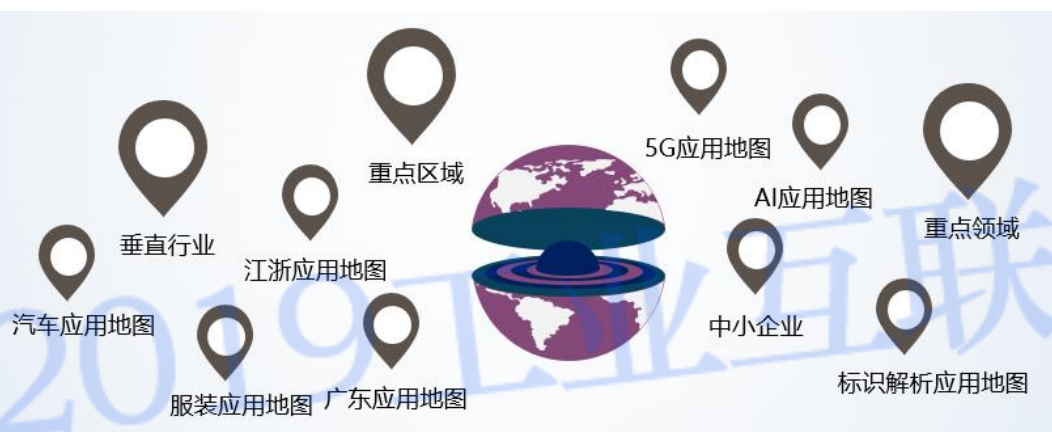 5G应用地图
重点区域
AI应用地图
重点领域
垂直行业
江浙应用地图
汽车应用地图
中小企业
标识解析应用地图
服装应用地图
广东应用地图
2019工业互联